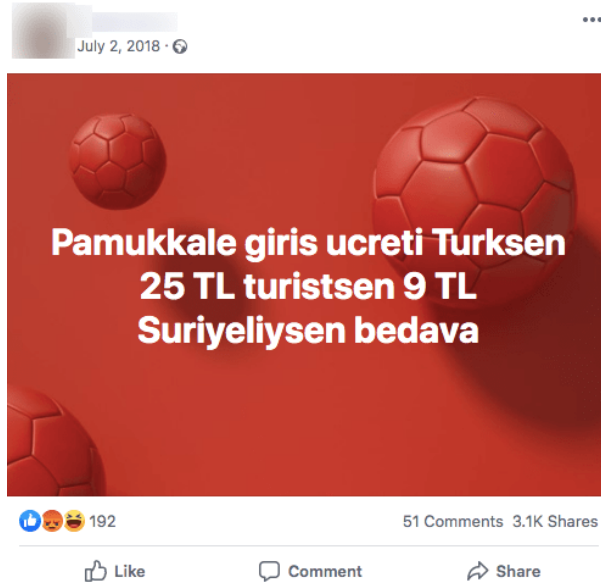 July 2, 2018 ·
Pamukkale giris ucreti Turksen
25 TL turistsen 9 TL
Suriyeliysen bedava
192 51 Comments 3.1K Shares
Like Comment Share